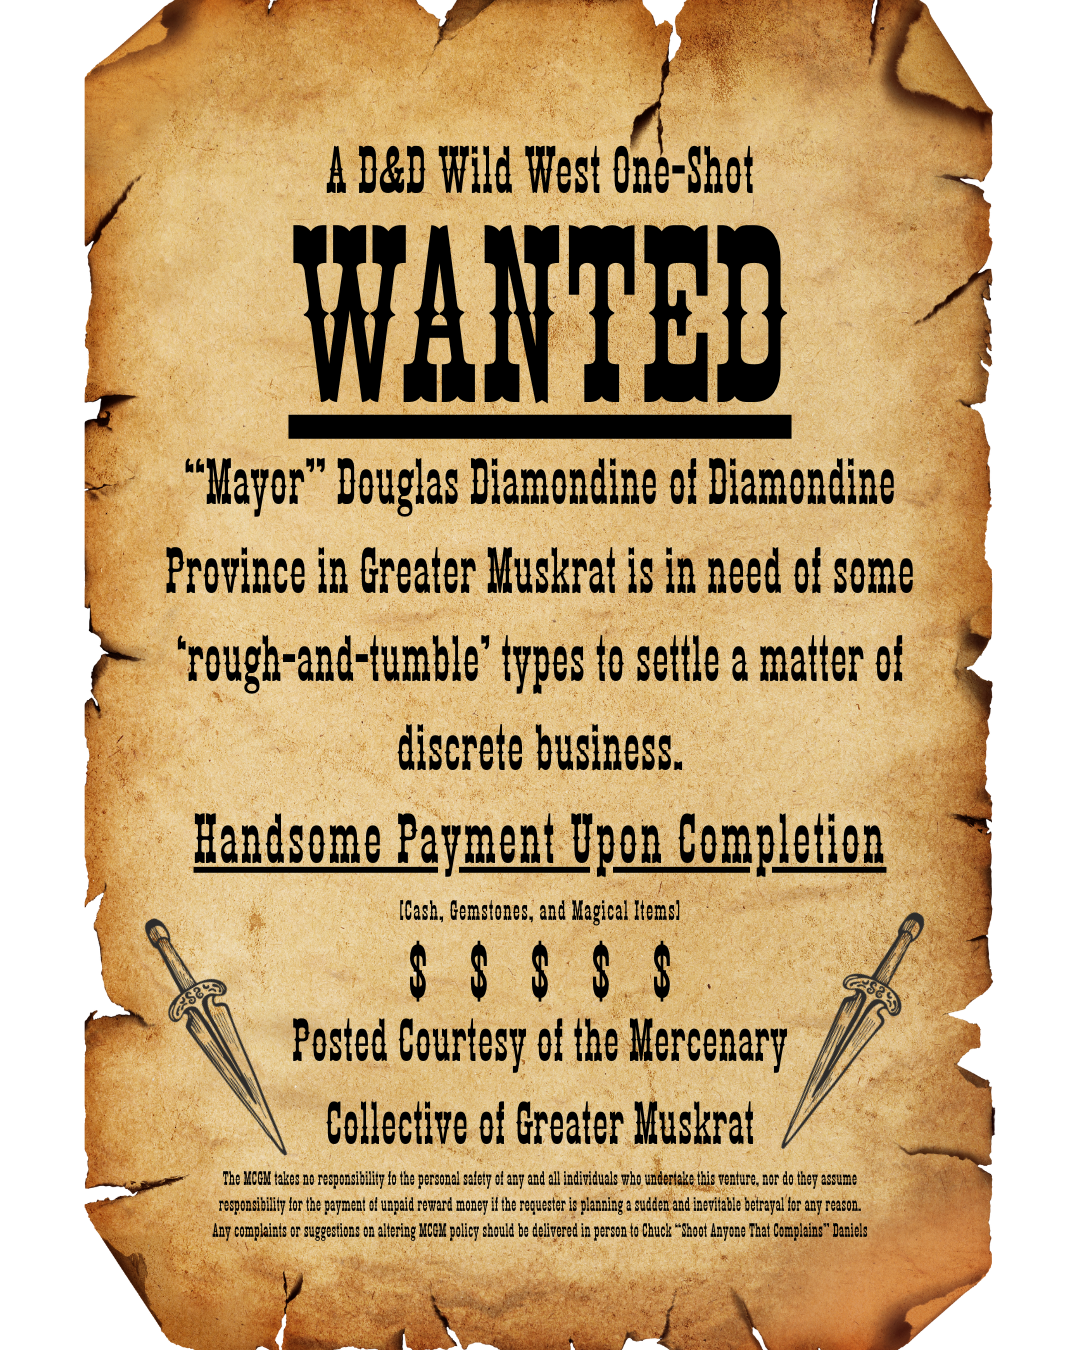 A D&D Wild West One-Shot
WANTED
“Mayor” Douglas Diamondine of Diamondine
Province in Greater Muskrat is in need of some
‘rough-and-tumble’ types to settle a matter of
discrete business.
Handsome Payment Upon Completion
[Cash, Gemstones, and Magical Items]
$ $ $ $ $
Posted Courtesy of the Mercenary
Collective of Greater Muskrat
The MCGM takes no responsibility fo the personal safety of any and all individuals who undertake this venture, nor do they assume
responsibility for the payment of unpaid reward money if the requester is planning a sudden and inevitable betrayal for any reason.
Any complaints or suggestions on altering MCGM policy should be delivered in person to Chuck “Shoot Anyone That Complains” Daniels